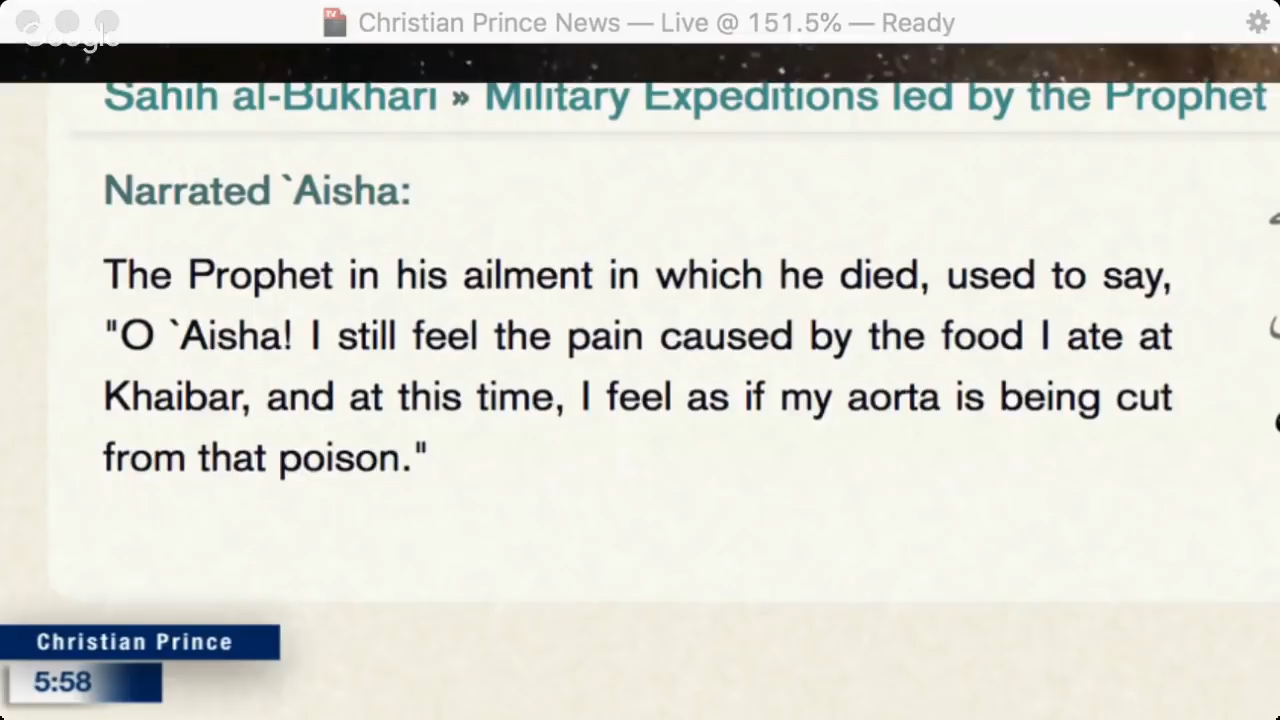 Christian Prince News — Live @ 151.5% — Ready
Google
Sahih al-Bukhari » Military Expeditions led by the Prophet
Narrated `Aisha:
The Prophet in his ailment in which he died, used to say,
"O `Aisha! I still feel the pain caused by the food I ate at
Khaibar, and at this time, I feel as if my aorta is being cut
from that poison."
Christian Prince
5:58